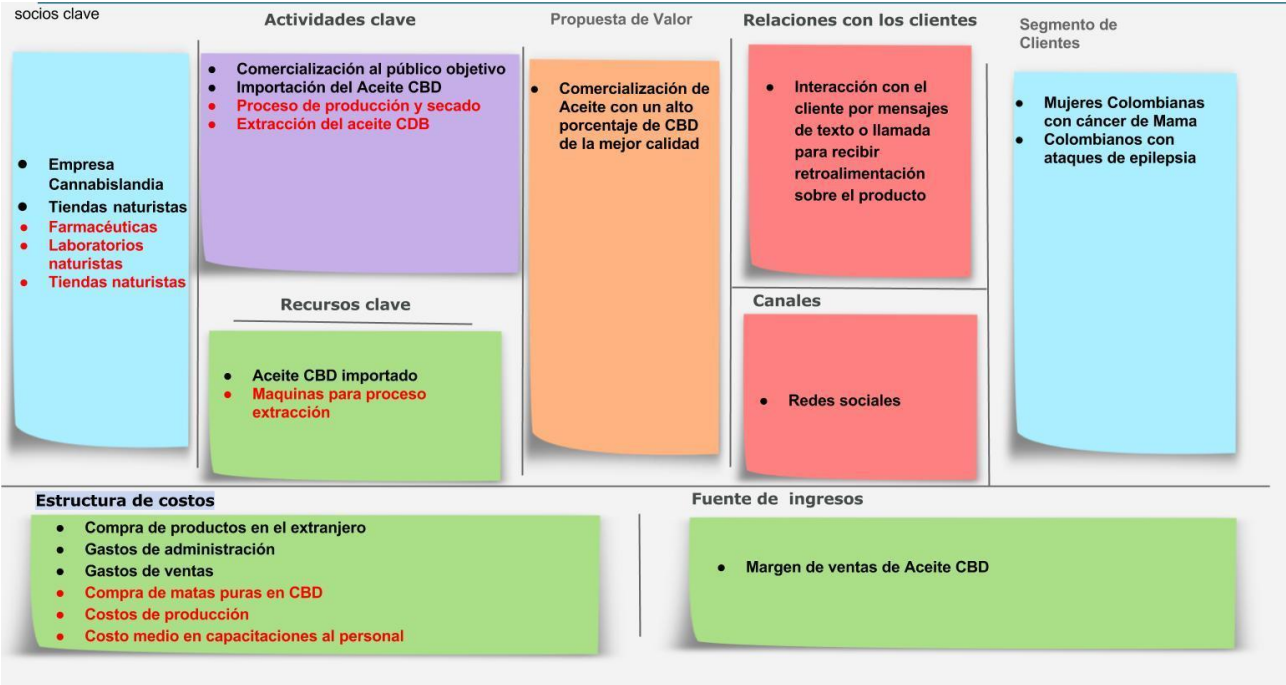 socios clave
Empresa
Cannabislandia
Tiendas naturistas
Farmacéuticas
Laboratorios
naturistas
Tiendas naturistas
Actividades clave
Comercialización al público objetivo
Importación del Aceite CBD
Proceso de producción y secado
Extracción del aceite CDB
Recursos clave
Aceite CBD importado
Maquinas para proceso
extracción
Propuesta de Valor
Comercialización de
Aceite con un alto
porcentaje de CBD
de la mejor calidad
Relaciones con los clientes
Interacción con el
cliente por mensajes
de texto o llamada
para recibir
retroalimentación
sobre el producto
Canales
Redes sociales
Segmento de
Clientes
Mujeres Colombianas
con cáncer de Mama
Colombianos con
ataques de epilepsia
Estructura de costos
Compra de productos en el extranjero
Gastos de administración
Gastos de ventas
Compra de matas puras en CBD
Costos de producción
Costo medio en capacitaciones al personal
Fuente de ingresos
Margen de ventas de Aceite CBD